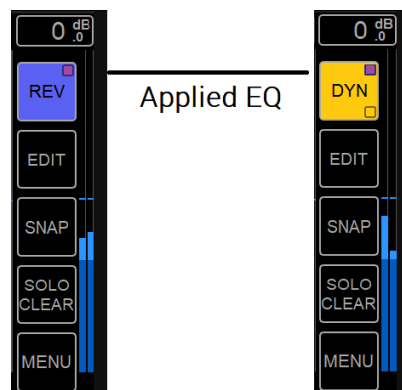 0 dB .0
REV
EDIT
SNAP
SOLO
CLEAR
MENU
Applied EQ
0 dB .0
DYN
EDIT
SNAP
SOLO
CLEAR
MENU